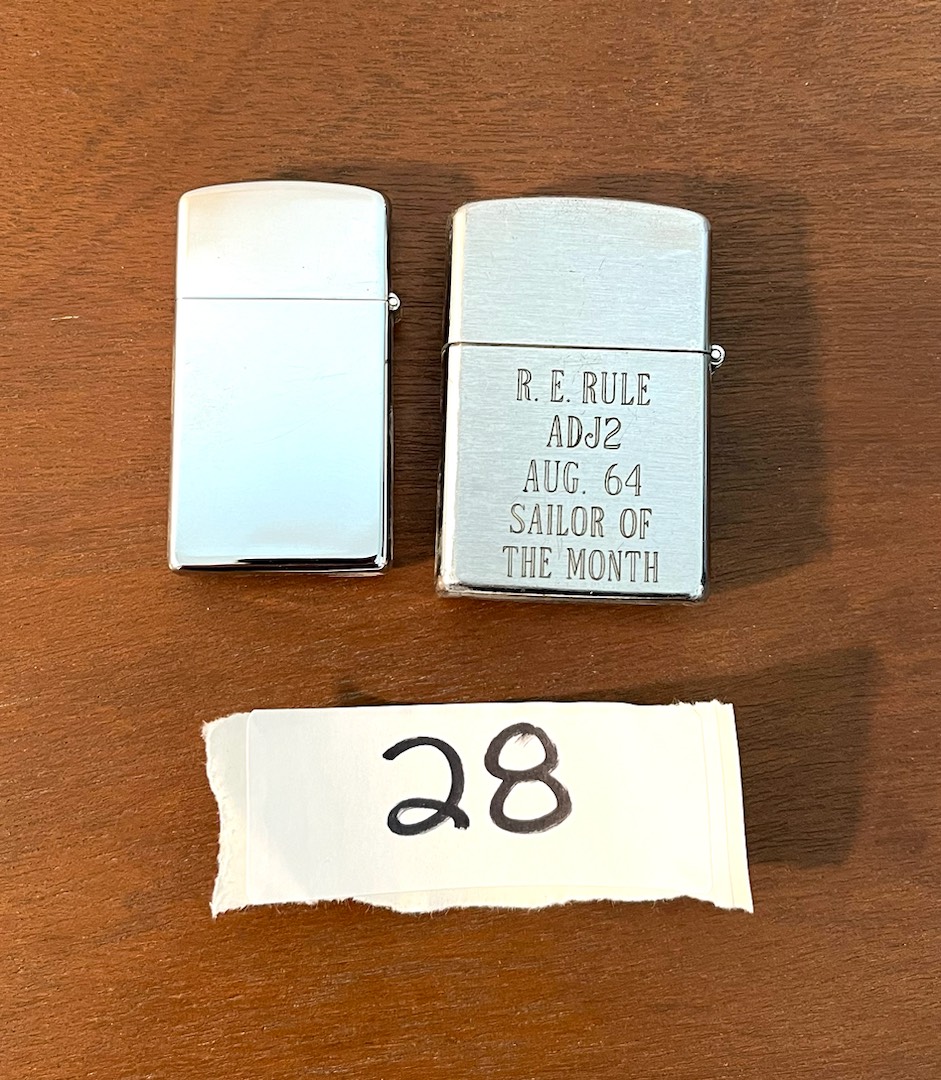 R. E. RULE
ADJ2
AUG. 64
SAILOR OF
THE MONTH
28